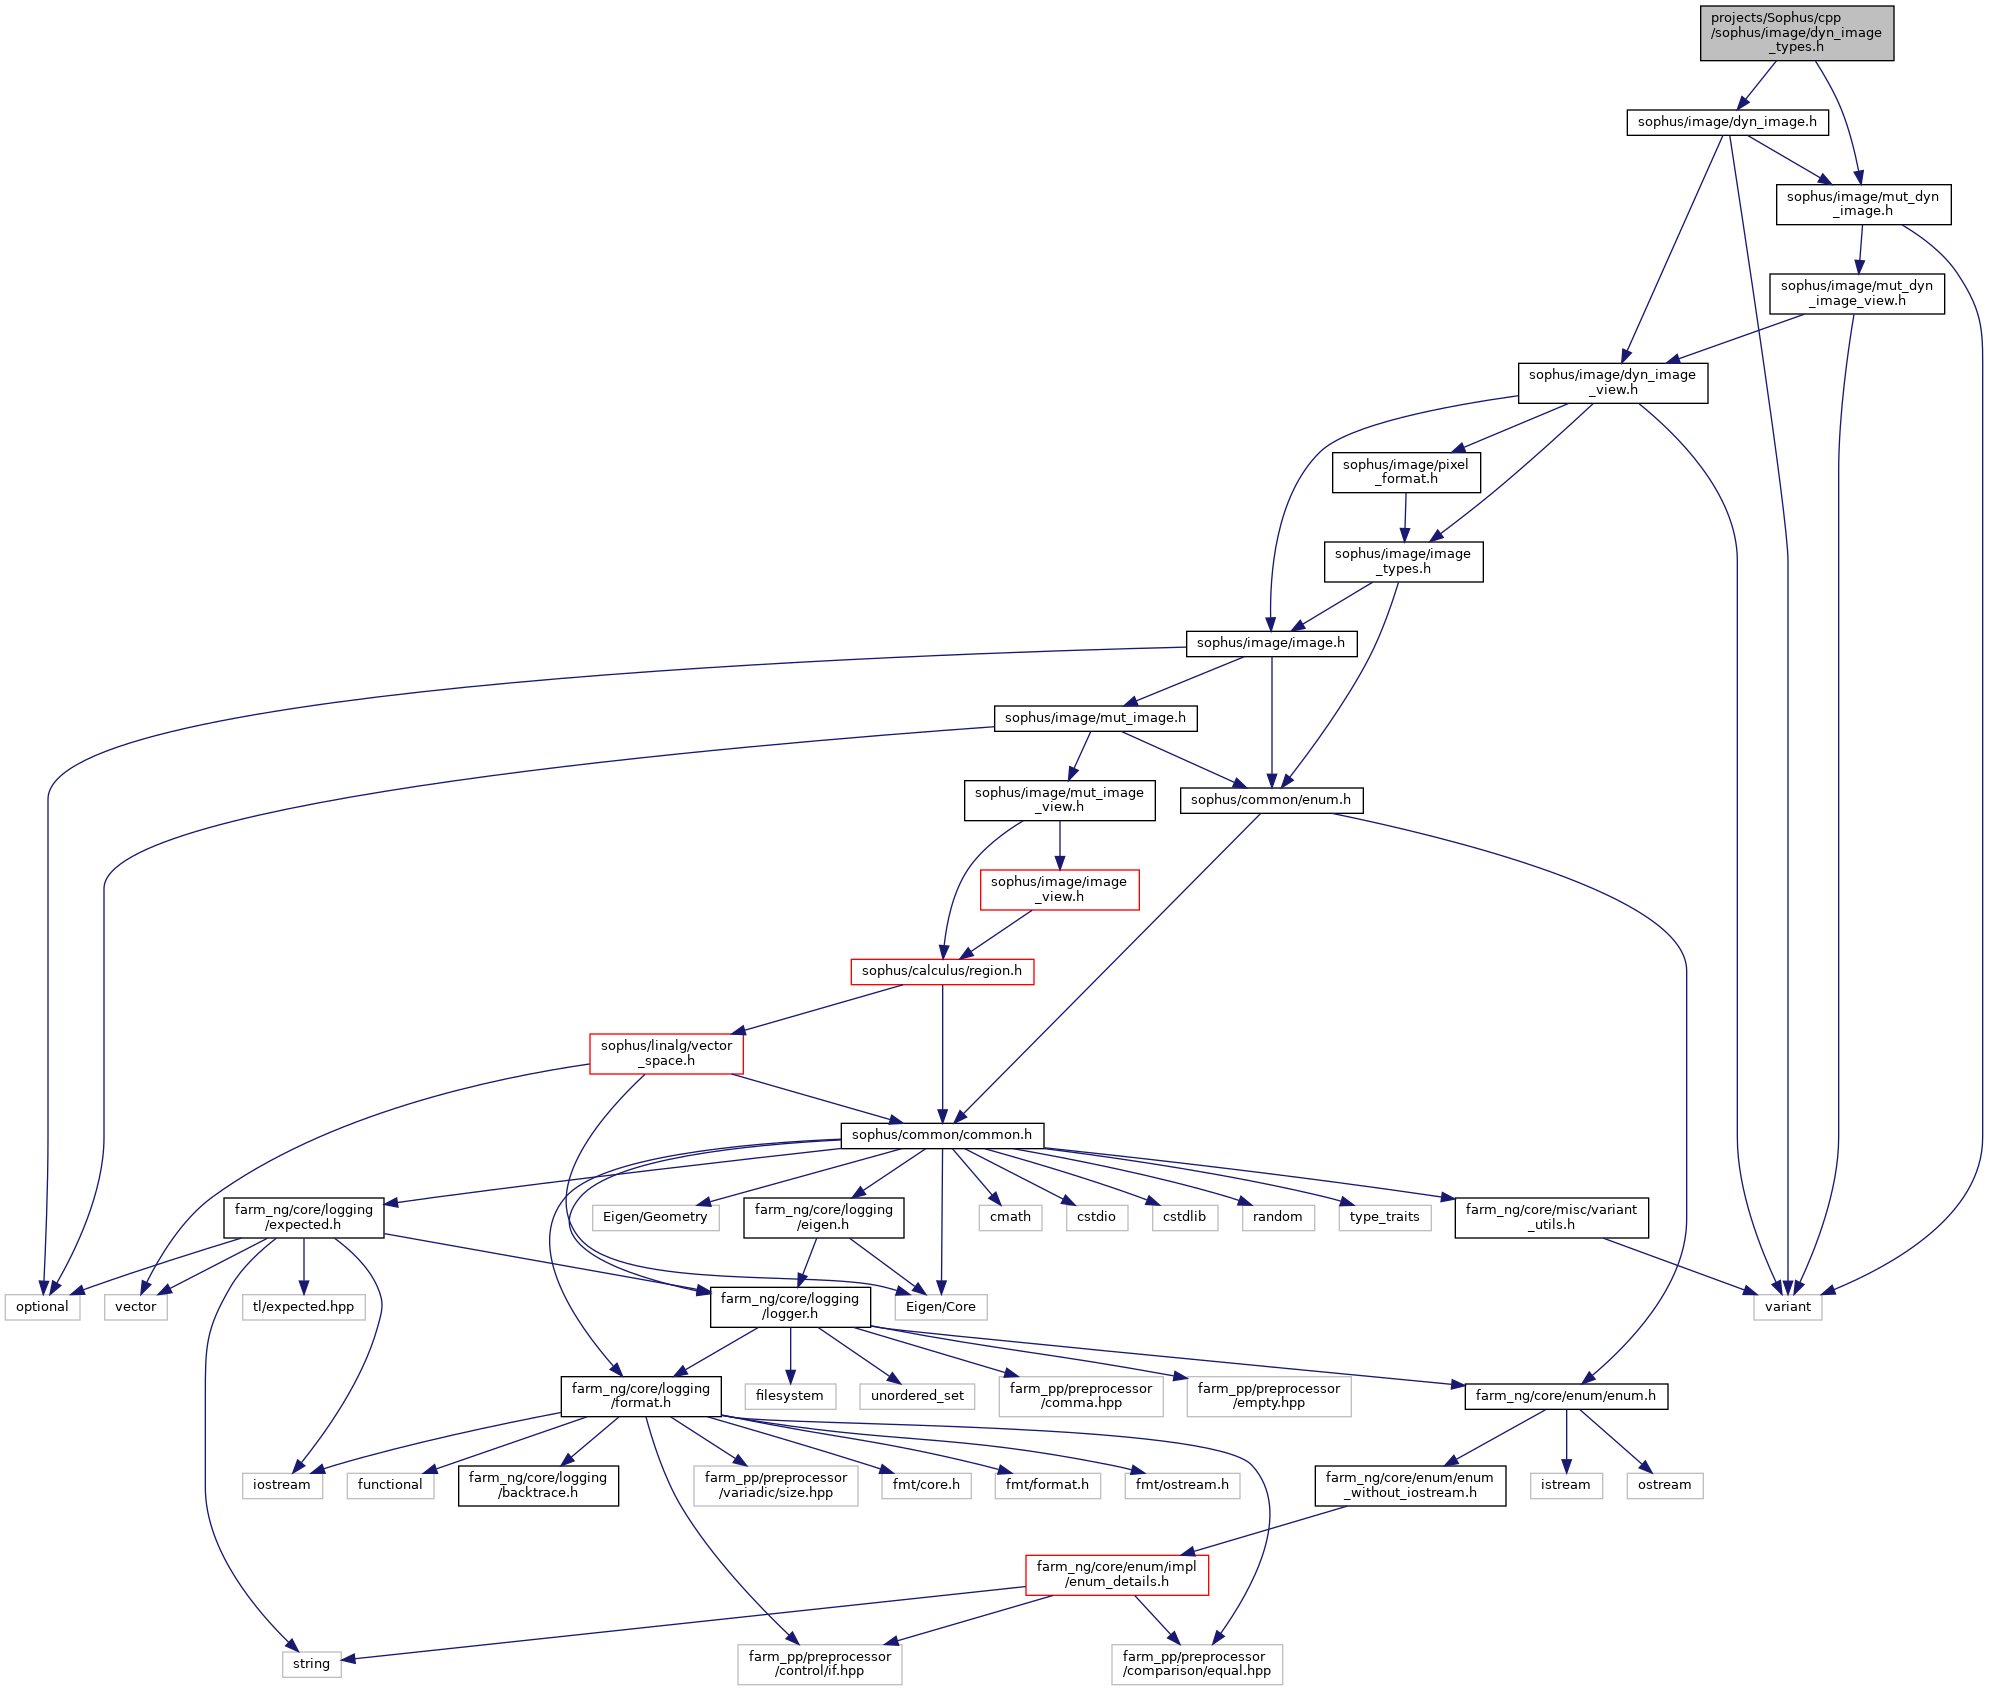 projects/Sophus/cpp
/sophus/image/dyn_image
_types.h
sophus/image/dyn_image.h
sophus/image/mut_dyn
_image.h
sophus/image/mut_dyn
_image_view.h
sophus/image/dyn_image
_view.h
sophus/image/pixel
_format.h
sophus/image/image
_types.h
sophus/image/image.h
sophus/image/mut_image.h
sophus/image/mut_image
_view.h
sophus/common/enum.h
sophus/image/image
_view.h
sophus/calculus/region.h
sophus/linalg/vector
_space.h
sophus/common/common.h
farm_ng/core/logging
/expected.h
Eigen/Geometry
farm_ng/core/logging
/eigen.h
cmath
cstdio
cstdlib
random
type_traits
farm_ng/core/misc/variant
_utils.h
optional
vector
tl/expected.hpp
farm_ng/core/logging
/logger.h
Eigen/Core
variant
farm_ng/core/logging
/format.h
filesystem
unordered_set
farm_pp/preprocessor
/comma.hpp
farm_pp/preprocessor
/empty.hpp
farm_ng/core/enum/enum.h
iostream
functional
farm_ng/core/logging
/backtrace.h
farm_pp/preprocessor
/variadic/size.hpp
fmt/core.h
fmt/format.h
fmt/ostream.h
farm_ng/core/enum/enum
_without_iostream.h
istream
ostream
farm_ng/core/enum/impl
/enum_details.h
string
farm_pp/preprocessor
/control/if.hpp
farm_pp/preprocessor
/comparison/equal.hpp